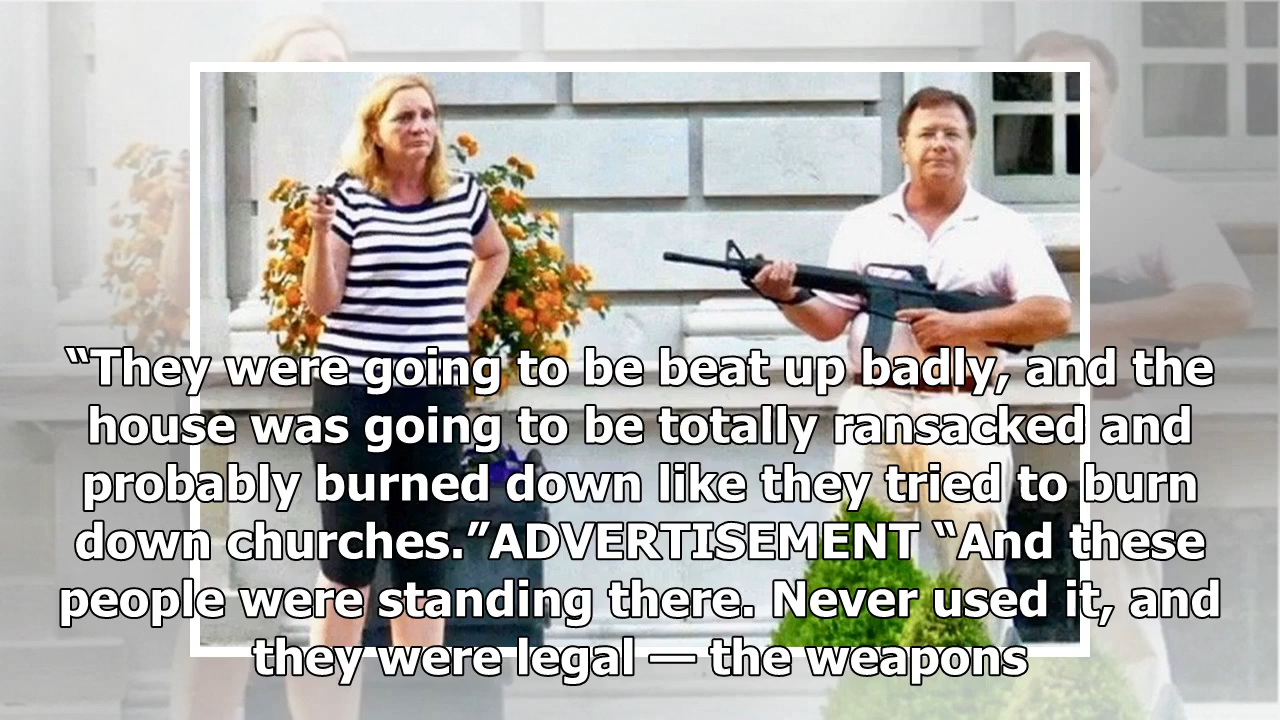 “They were going to be beat up badly, and the
house was going to be totally ransacked and
probably burned down like they tried to burn
down churches.”ADVERTISEMENT “And these
people were standing there. Never used it, and
they were legal — the weapons